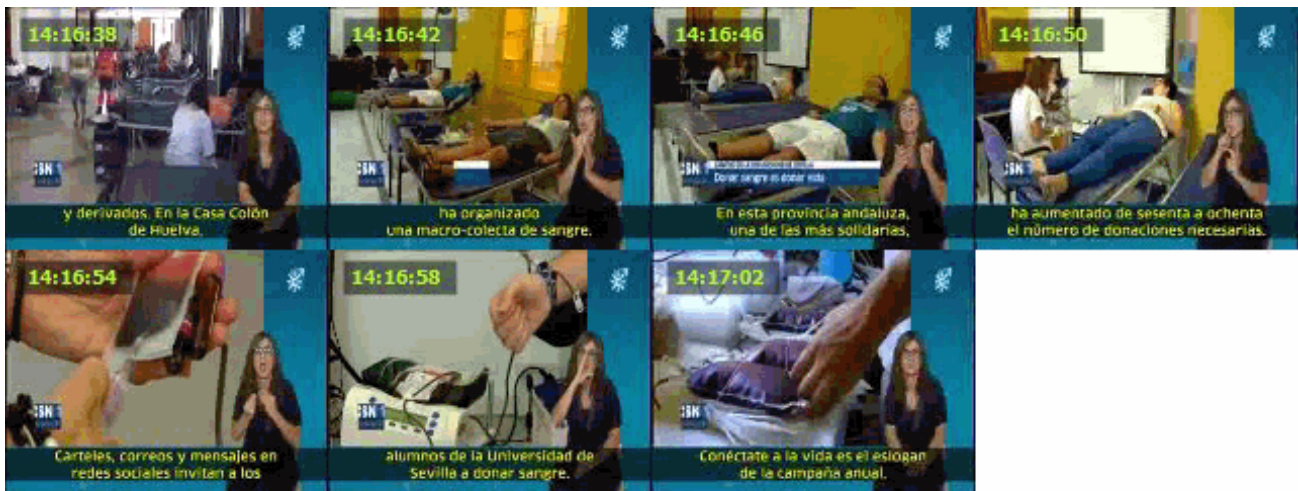 14:16:38
y derivados. En la Casa Colón
de Huelva,
14:16:42
ha organizado
una macro-colecta de sangre.
14:16:46
Donar sangre es donar vida
En esta provincia andaluza,
una de las más solidarias,
14:16:50
ha aumentado de sesenta a ochenta
el número de donaciones necesarias.
14:16:54
Carteles, correos y mensajes en
redes sociales invitan a los
14:16:58
alumnos de la Universidad de
Sevilla a donar sangre.
14:17:02
Conéctate a la vida es el eslogan
de la campaña anual.